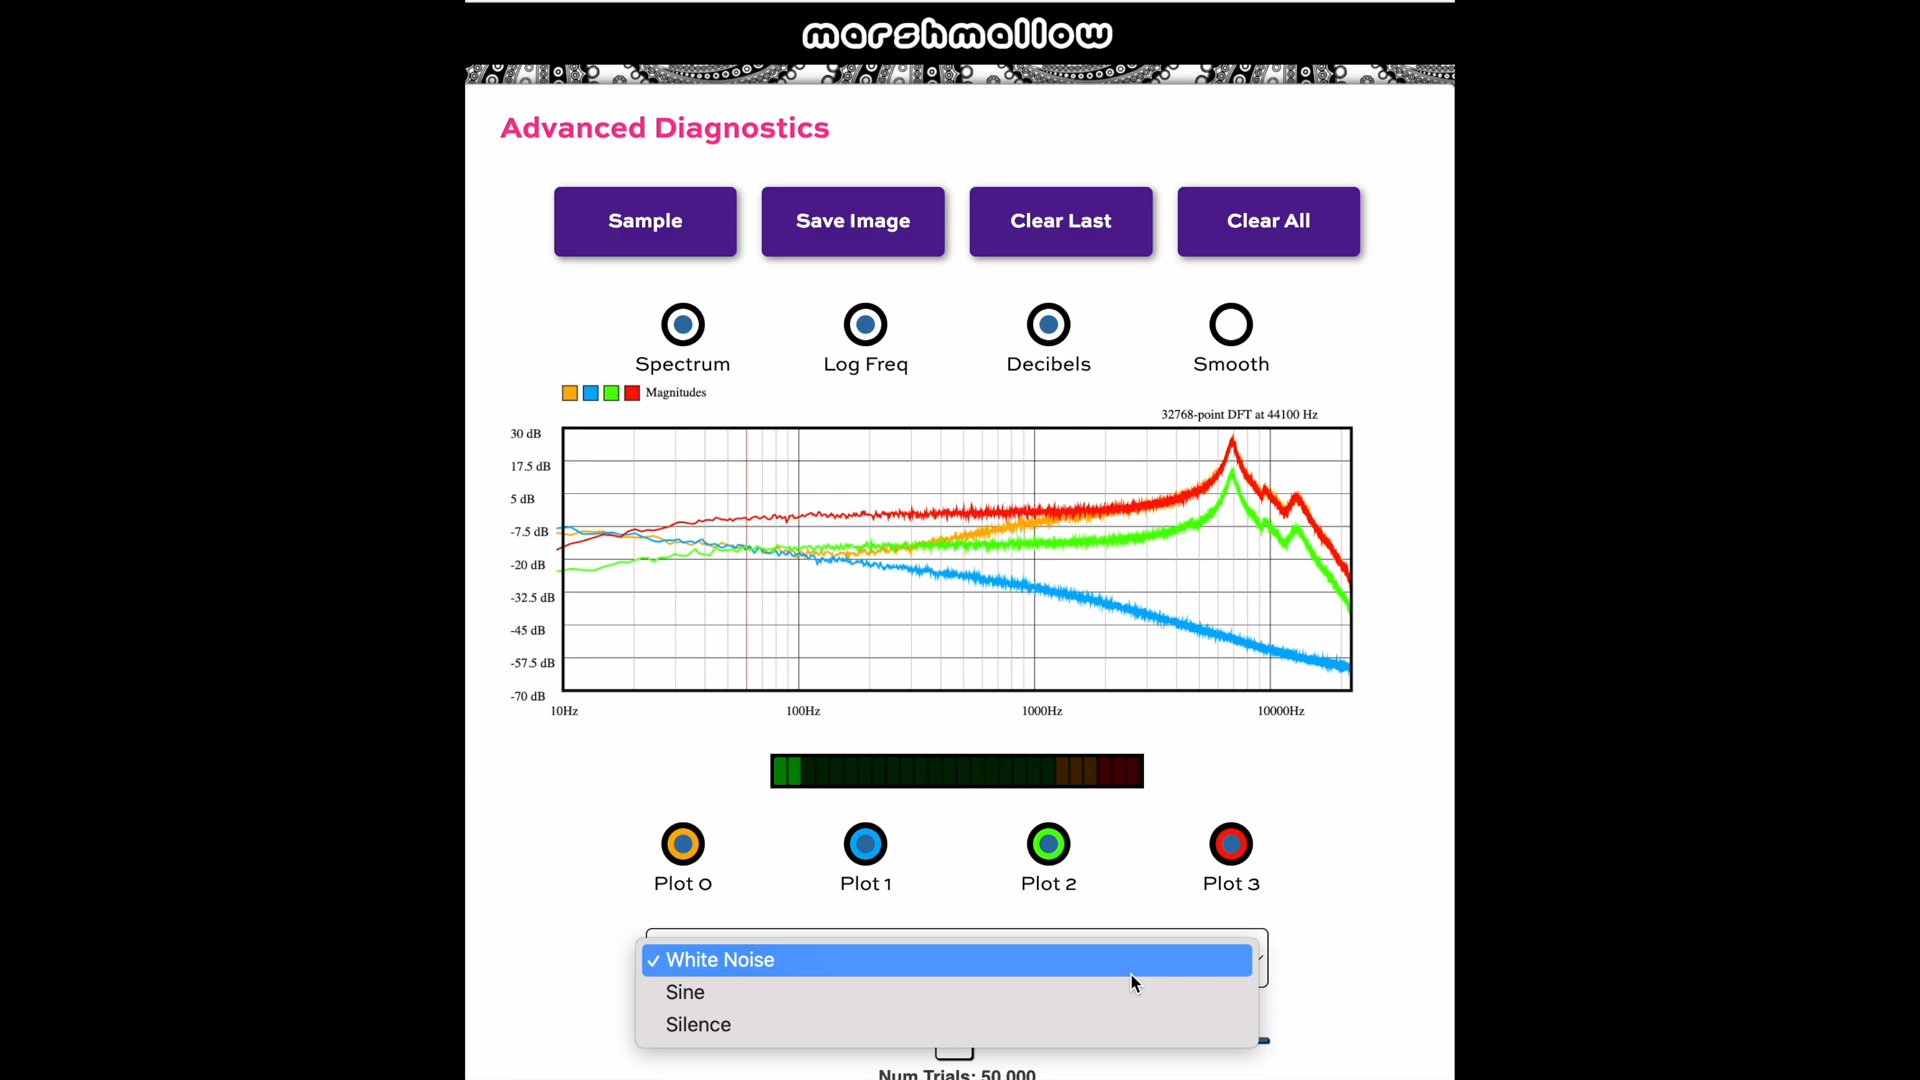 marshmallow
Advanced Diagnostics
Sample Save Image Clear Last Clear All
Spectrum Log Freq Decibels Smooth
Magnitudes
32768-point DFT at 44100 Hz
30 dB
17.5 dB
5 dB
-7.5 dB
-20 dB
-32.5 dB
-45 dB
-57.5 dB
-70 dB
10Hz 100Hz 1000Hz 10000Hz
Plot 0 Plot 1 Plot 2 Plot 3
✓ White Noise
Sine
Silence
Num Trials: 50,000